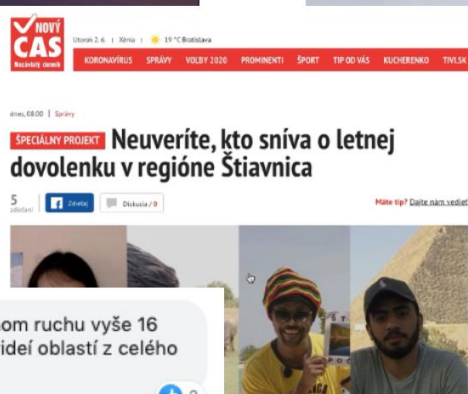 NOVÝ
ČAS
Nezávislý denník
Utorok 2. 6. | Xénia | 19 °C Bratislava
KORONAVÍRUS SPRÁVY VOĽBY 2020 PROMINENTI ŠPORT TIP OD VÁS KUCHERENKO TIVI.SK
dnes, 08:00 | Správy
ŠPECIÁLNY PROJEKT Neuveríte, kto sníva o letnej
dovolenku v regióne Štiavnica
5
zdieľaní
Zdieľaj
Diskusia / 0
Máte tip? Dajte nám vedieť
om ruchu vyše 16
ideí oblastí z celého